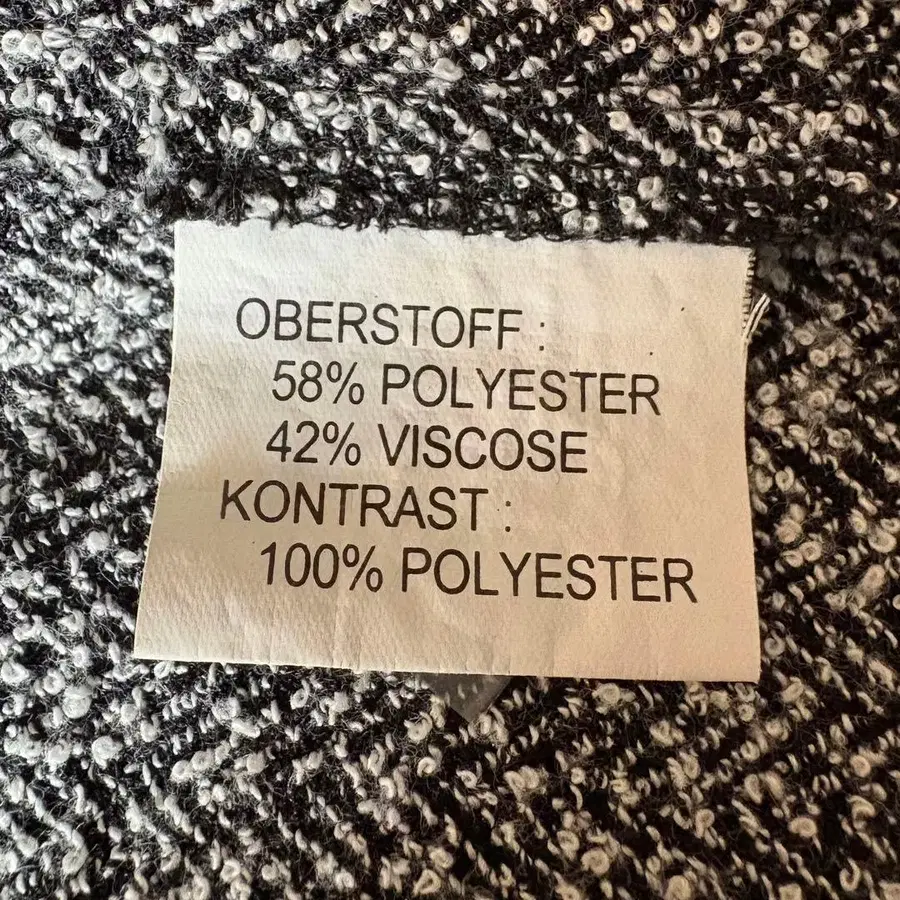 OBERSTOFF :
58% POLYESTER
42% VISCOSE
KONTRAST :
100% POLYESTER